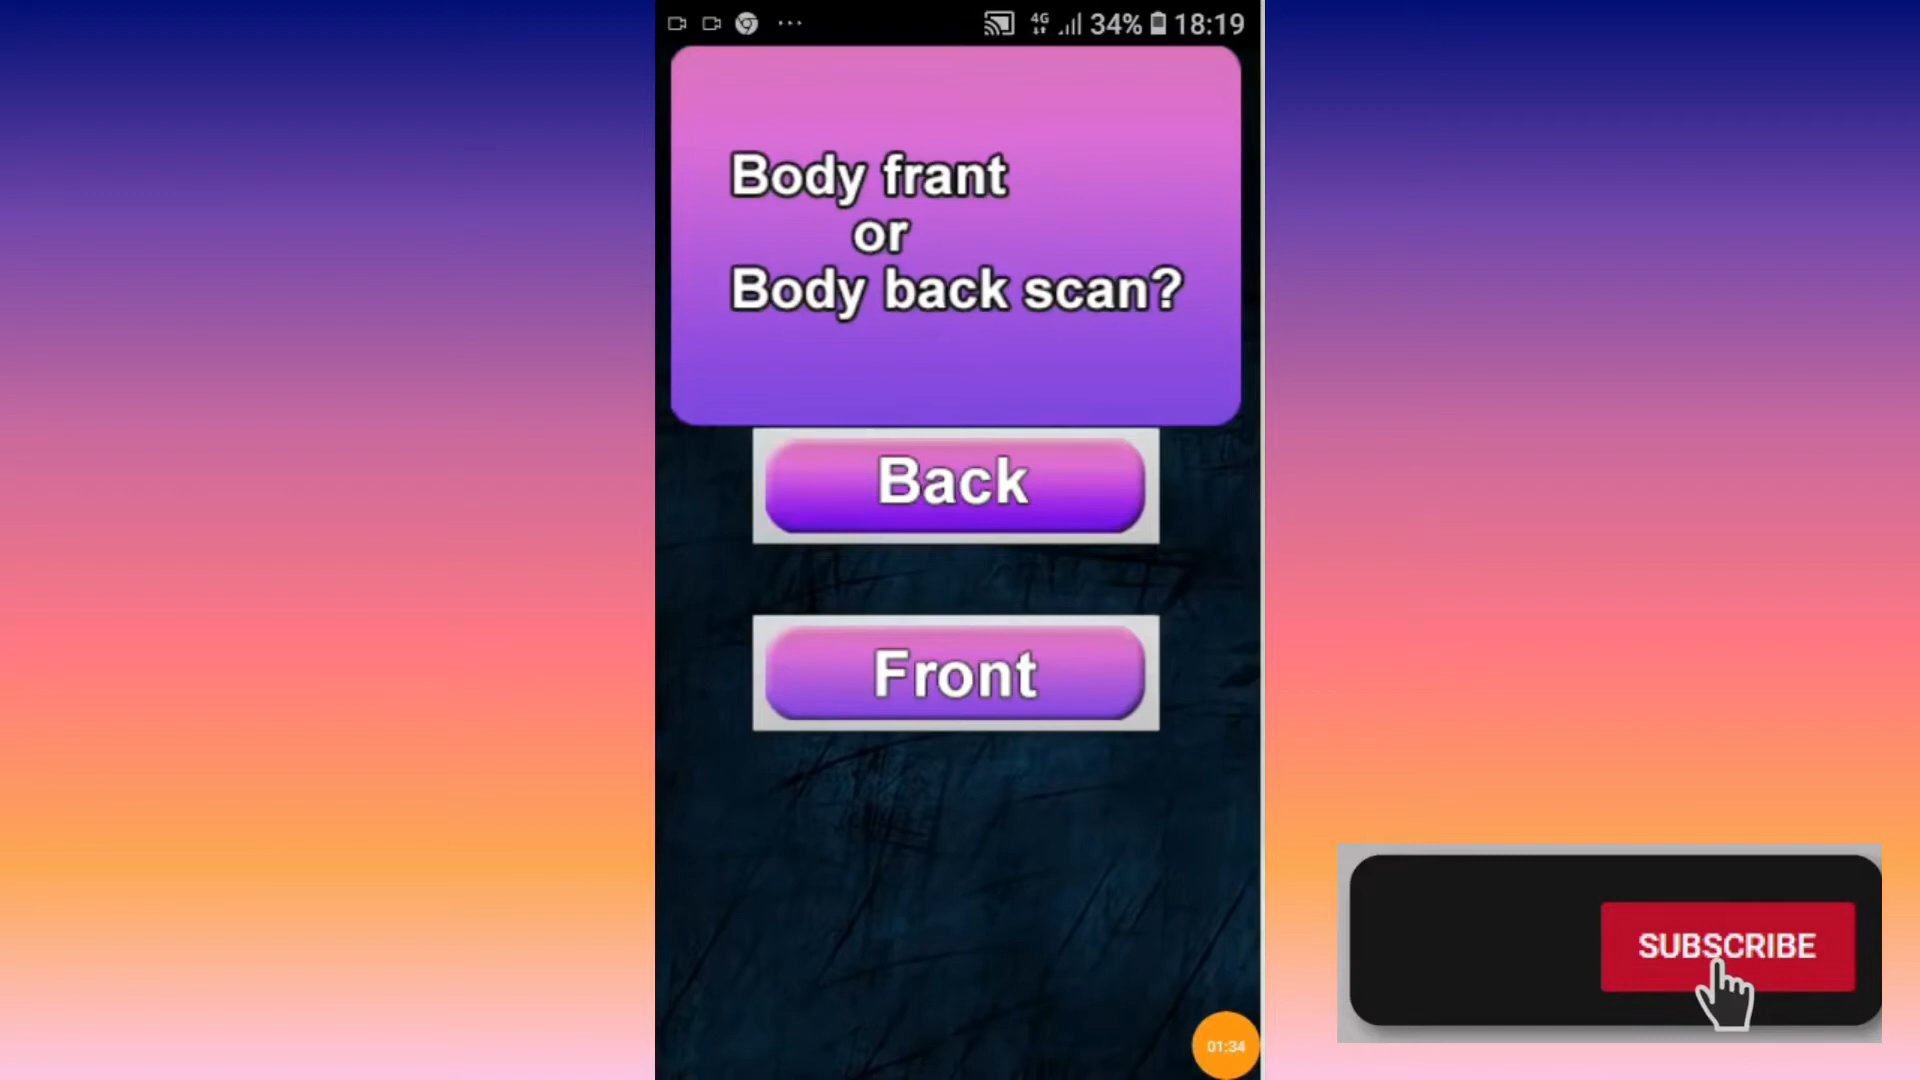 4G 34% 18:19
Body frant
or
Body back scan?
Back
Front
SUBSCRIBE
01:34